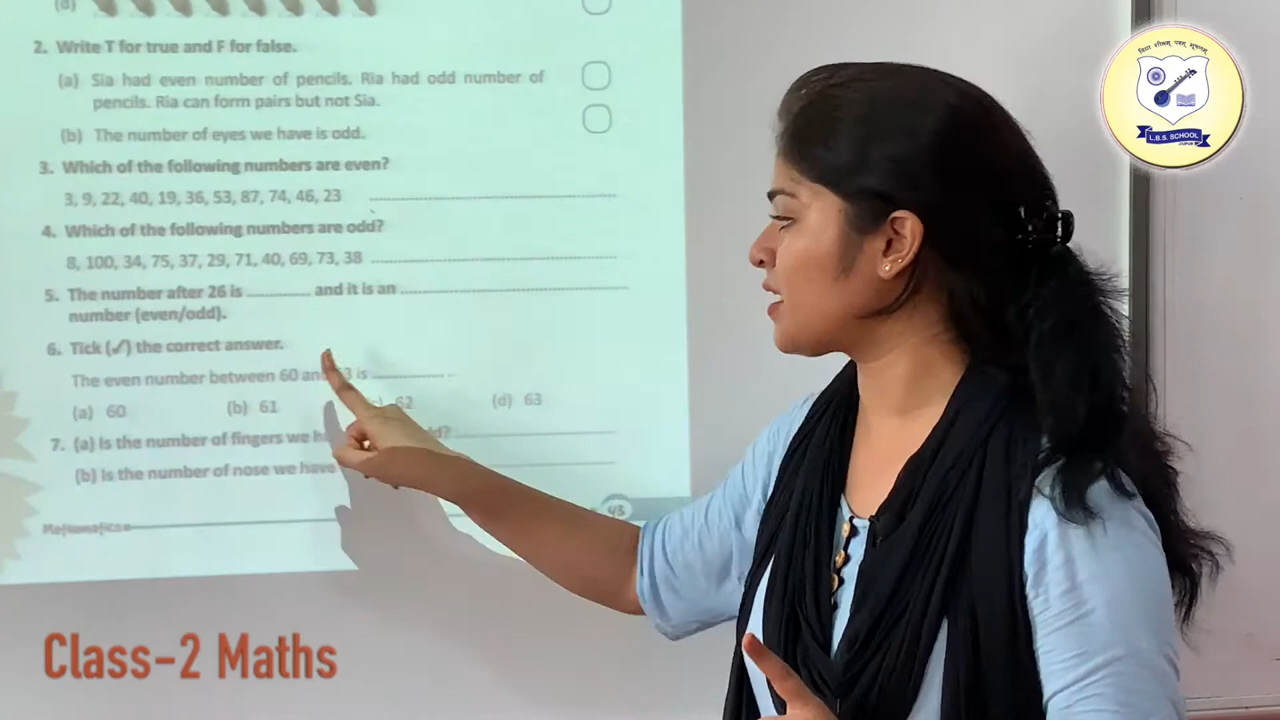 (d)
2. Write T for true and F for false.
(a) Sia had even number of pencils. Ria had odd number of
pencils. Ria can form pairs but not Sia.
(b) The number of eyes we have is odd.
3. Which of the following numbers are even?
3, 9, 22, 40, 19, 36, 53, 87, 74, 46, 23
4. Which of the following numbers are odd?
8, 100, 34, 75, 37, 29, 71, 40, 69, 73, 38
5. The number after 26 is and it is an
number (even/odd).
6. Tick (✓) the correct answer.
The even number between 60 and is
(a) 60 (b) 61 62 (d) 63
7. (a) Is the number of fingers we
(b) Is the number of nose we have
43
Mathematics
Class-2 Maths
L.B.S. SCHOOL
JAIPUR